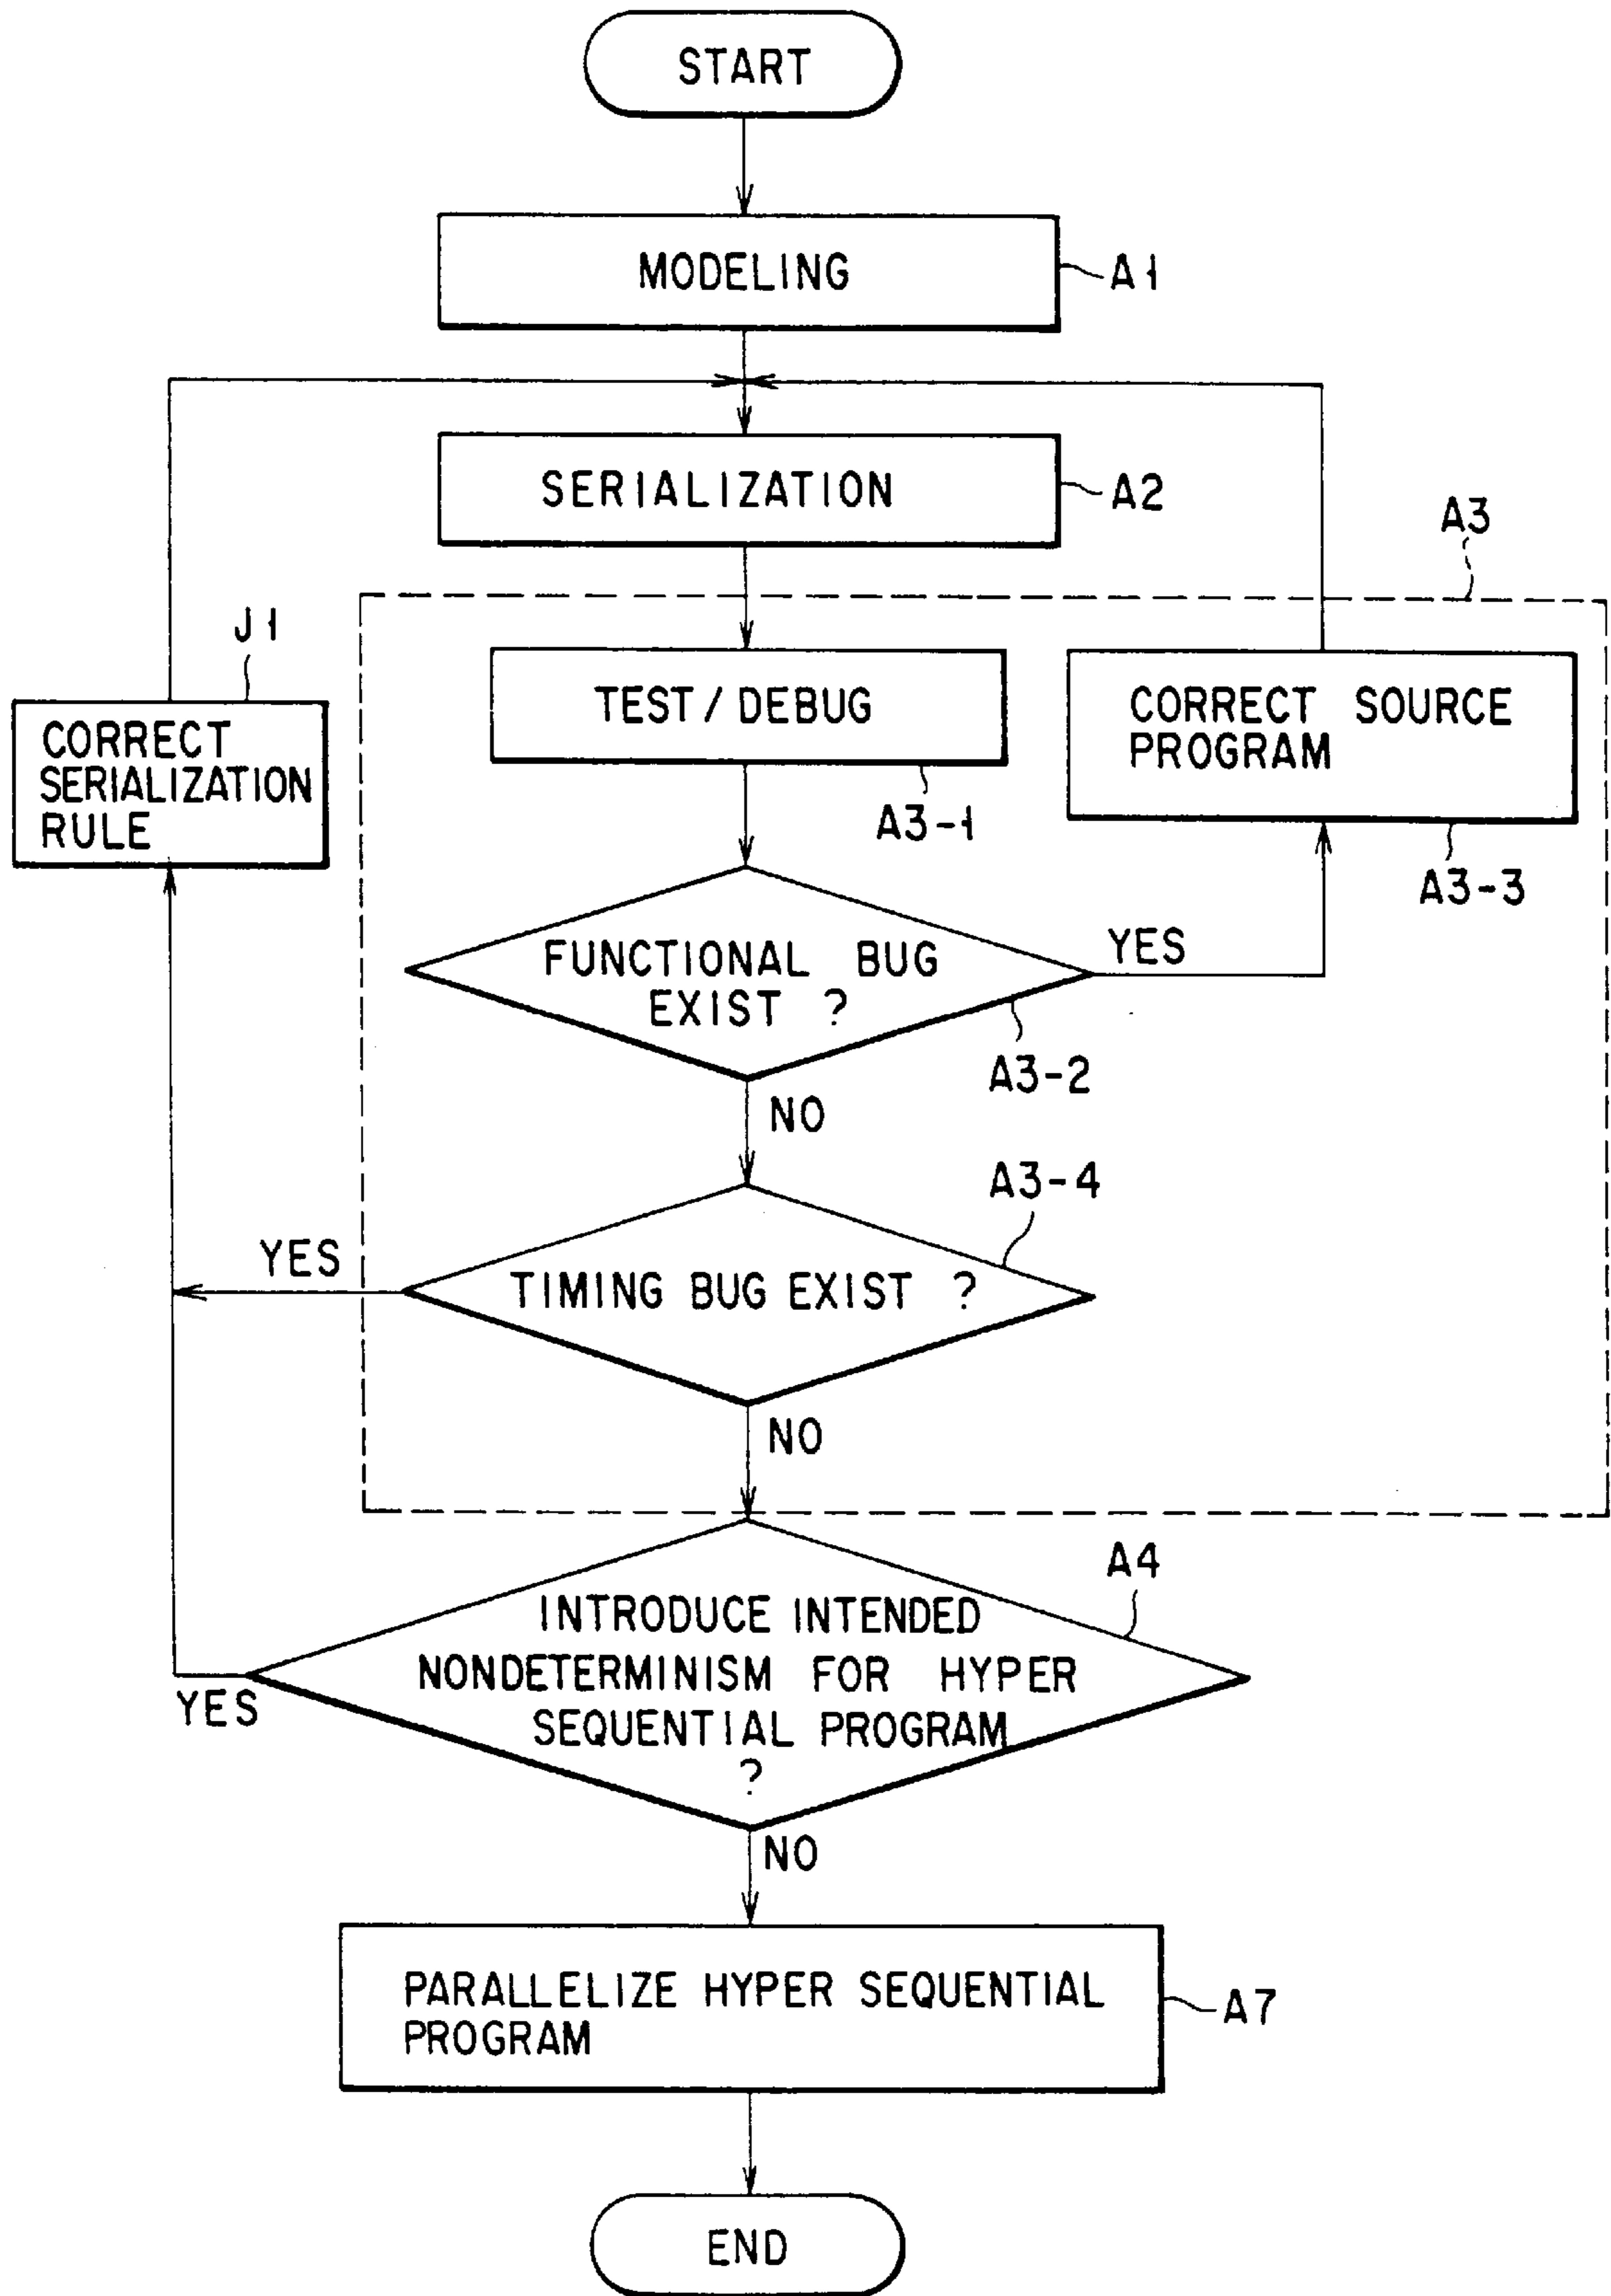 START
MODELING
A1
SERIALIZATION
A2
A3
J1
TEST/DEBUG
A3-1
CORRECT SOURCE
PROGRAM
A3-3
CORRECT
SERIALIZATION
RULE
FUNCTIONAL BUG
EXIST ?
YES
A3-2
NO
A3-4
YES
TIMING BUG EXIST ?
NO
A4
INTRODUCE INTENDED
NONDETERMINISM FOR HYPER
SEQUENTIAL PROGRAM
?
YES
NO
PARALLELIZE HYPER SEQUENTIAL
PROGRAM
A7
END